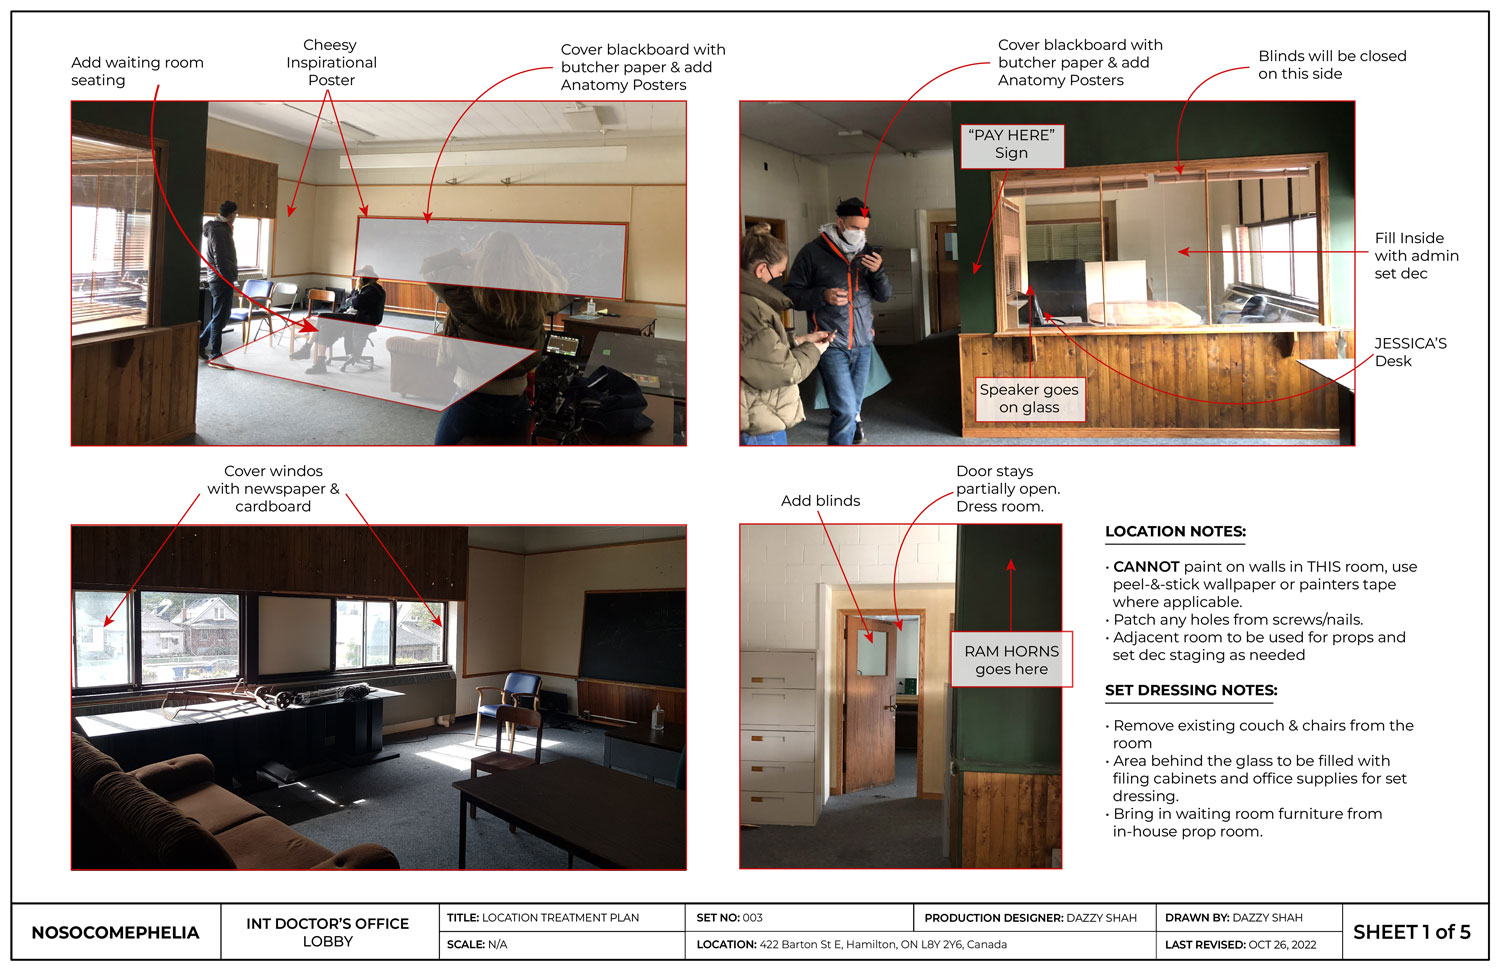 Add waiting room
seating
Cheesy
Inspirational
Poster
Cover blackboard with
butcher paper & add
Anatomy Posters
Cover blackboard with
butcher paper & add
Anatomy Posters
Blinds will be closed
on this side
“PAY HERE”
Sign
Fill Inside
with admin
set dec
JESSICA’S
Desk
Speaker goes
on glass
Cover windos
with newspaper &
cardboard
Add blinds
Door stays
partially open.
Dress room.
RAM HORNS
goes here
LOCATION NOTES:
• CANNOT paint on walls in THIS room, use
peel-&-stick wallpaper or painters tape
where applicable.
• Patch any holes from screws/nails.
• Adjacent room to be used for props and
set dec staging as needed
SET DRESSING NOTES:
• Remove existing couch & chairs from the
room
• Area behind the glass to be filled with
filing cabinets and office supplies for set
dressing.
• Bring in waiting room furniture from
in-house prop room.
NOSOCOMEPHELIA
INT DOCTOR’S OFFICE
LOBBY
TITLE: LOCATION TREATMENT PLAN
SCALE: N/A
SET NO: 003
PRODUCTION DESIGNER: DAZZY SHAH
LOCATION: 422 Barton St E, Hamilton, ON L8Y 2Y6, Canada
DRAWN BY: DAZZY SHAH
LAST REVISED: OCT 26, 2022
SHEET 1 of 5